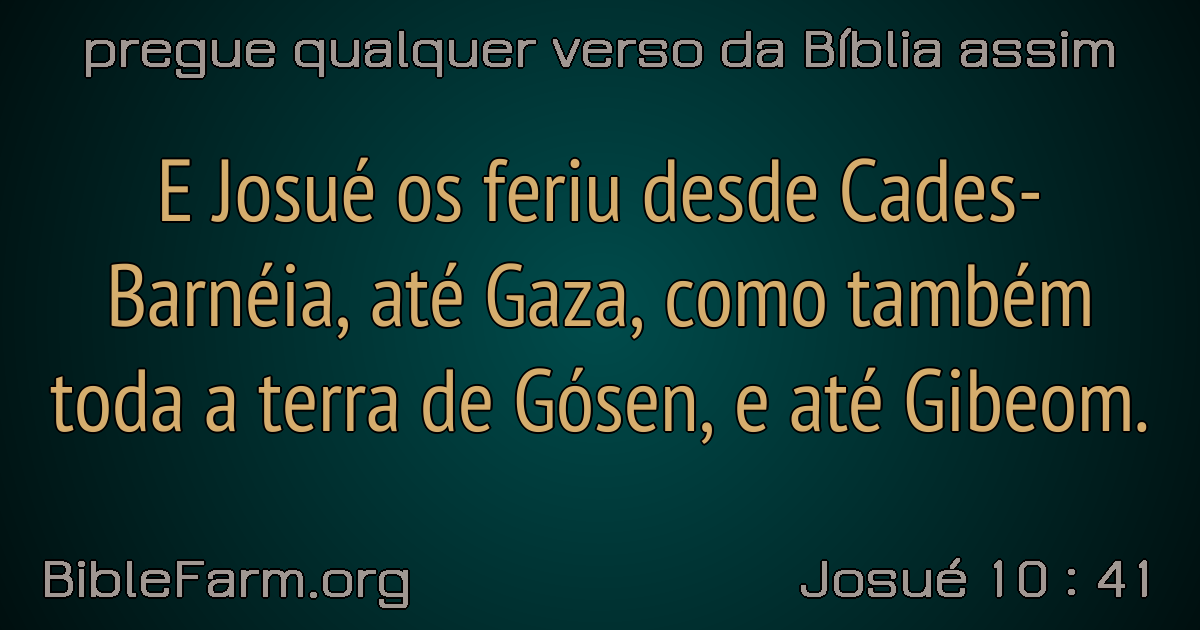 pregue qualquer verso da Bíblia assim
E Josué os feriu desde Cades-
Barnéia, até Gaza, como também
toda a terra de Gósen, e até Gibeom.
BibleFarm.org
Josué 10 : 41